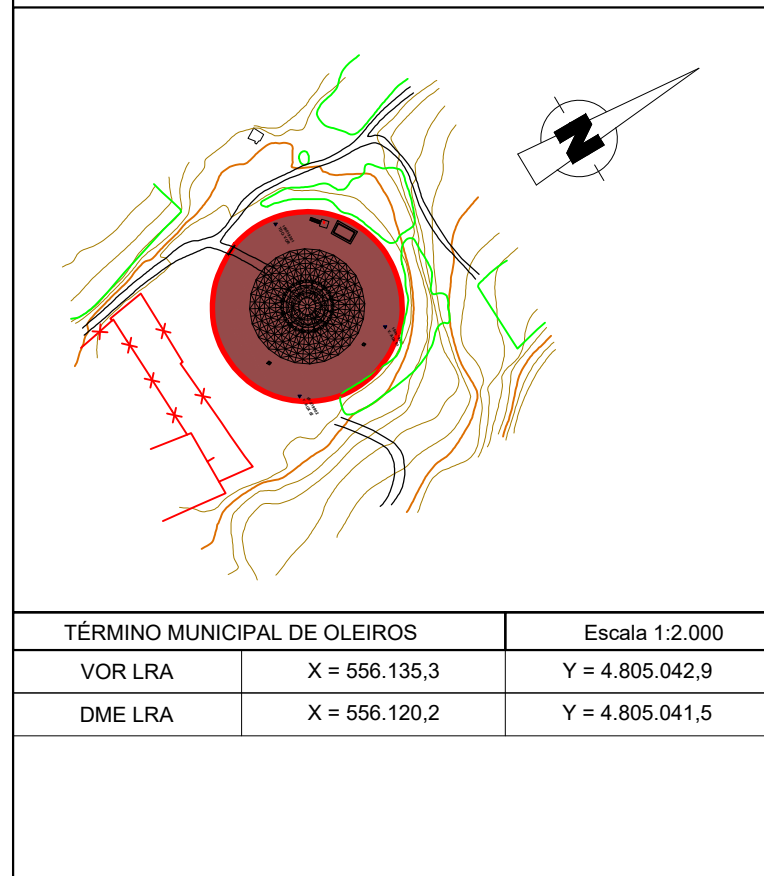 N
TÉRMINO MUNICIPAL DE OLEIROS Escala 1:2.000
VOR LRA X = 556.135,3 Y = 4.805.042,9
DME LRA X = 556.120,2 Y = 4.805.041,5